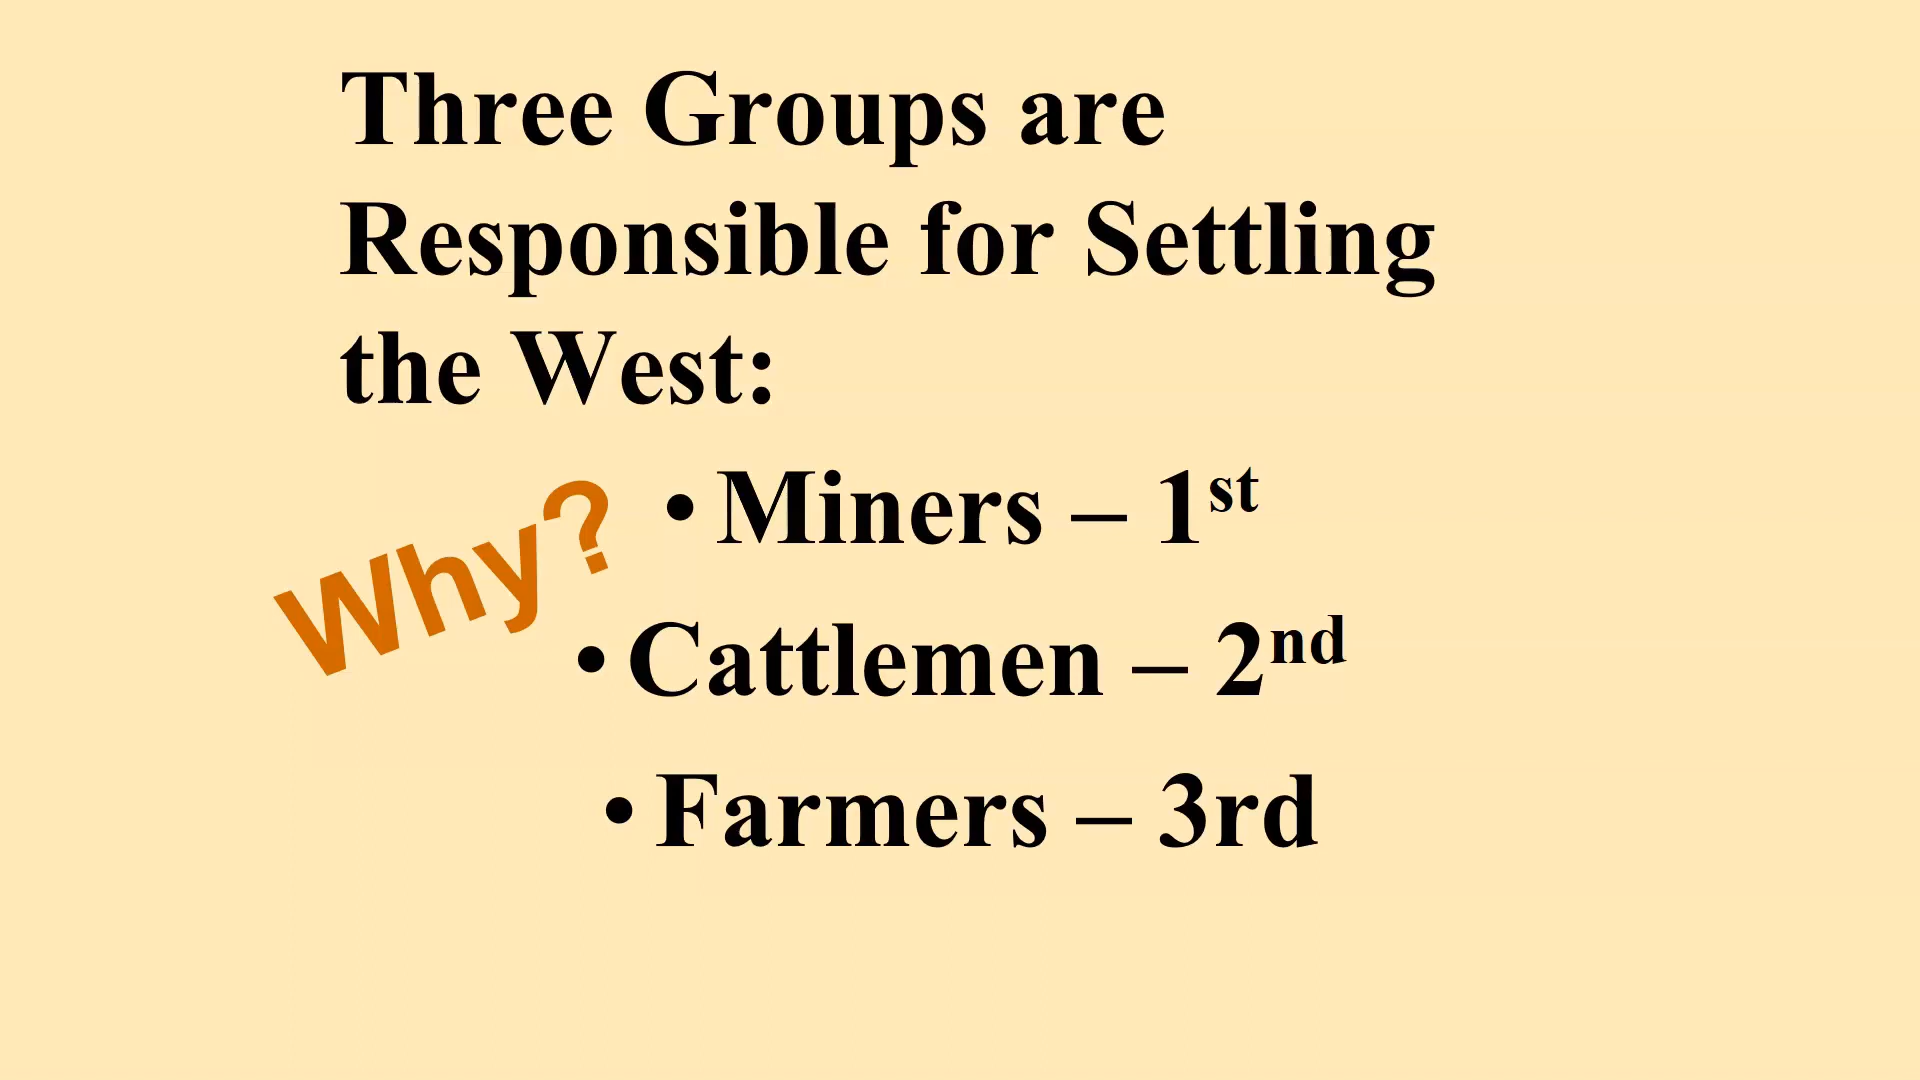 Three Groups are
Responsible for Settling
the West:
Why?
• Miners – 1st
• Cattlemen – 2nd
• Farmers – 3rd